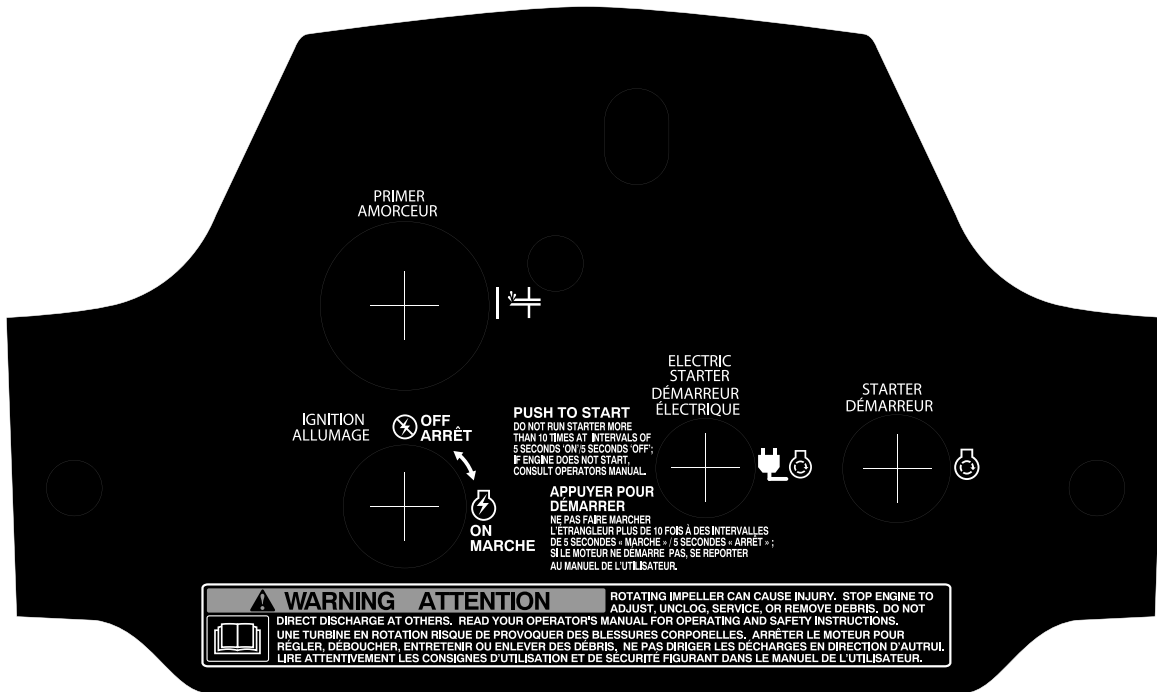 PRIMER
AMORCEUR
ELECTRIC
STARTER
DÉMARREUR
ÉLECTRIQUE
STARTER
DÉMARREUR
IGNITION
ALLUMAGE
OFF
ARRÊT
ON
MARCHE
PUSH TO START
DO NOT RUN STARTER MORE
THAN 10 TIMES AT INTERVALS OF
5 SECONDS 'ON'/5 SECONDS 'OFF';
IF ENGINE DOES NOT START,
CONSULT OPERATORS MANUAL.
APPUYER POUR
DÉMARRER
NE PAS FAIRE MARCHER
L'ÉTRANGLEUR PLUS DE 10 FOIS À DES INTERVALLES
DE 5 SECONDES « MARCHE » / 5 SECONDES « ARRÊT » ;
SI LE MOTEUR NE DÉMARRE PAS, SE REPORTER
AU MANUEL DE L'UTILISATEUR.
WARNING ATTENTION
ROTATING IMPELLER CAN CAUSE INJURY. STOP ENGINE TO
ADJUST, UNCLOG, SERVICE, OR REMOVE DEBRIS. DO NOT
DIRECT DISCHARGE AT OTHERS. READ YOUR OPERATOR'S MANUAL FOR OPERATING AND SAFETY INSTRUCTIONS.
UNE TURBINE EN ROTATION RISQUE DE PROVOQUER DES BLESSURES CORPORELLES. ARRÊTER LE MOTEUR POUR
RÉGLER, DÉBOUCHER, ENTRETENIR OU ENLEVER DES DÉBRIS, NE PAS DIRIGER LES DÉCHARGES EN DIRECTION D'AUTRUI.
LIRE ATTENTIVEMENT LES CONSIGNES D'UTILISATION ET DE SÉCURITÉ FIGURANT DANS LE MANUEL DE L'UTILISATEUR.